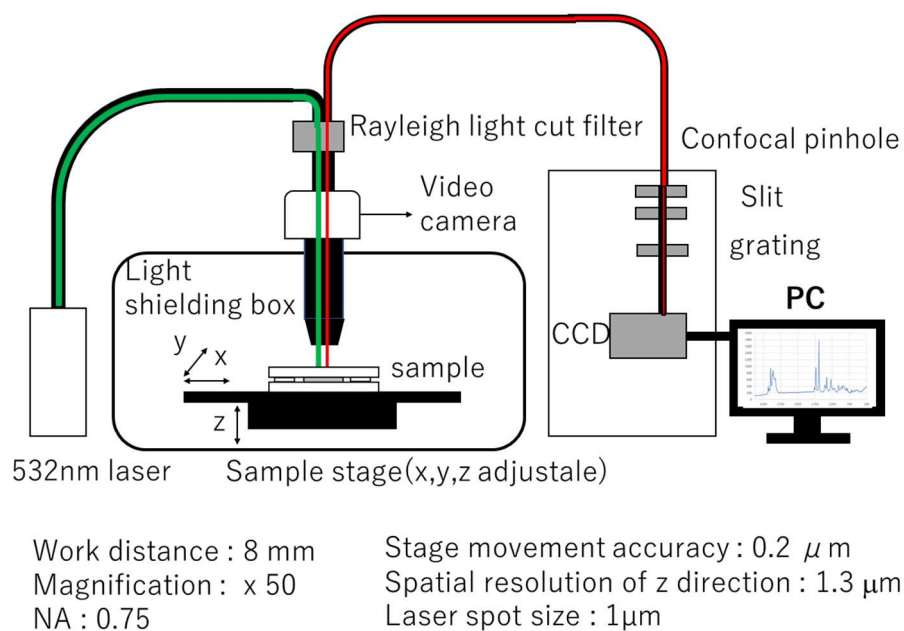 Rayleigh light cut filter
Confocal pinhole
Video
camera
Slit
grating
Light
shielding box
PC
CCD
y
x
sample
z
532nm laser
Sample stage(x,y,z adjustale)
Work distance : 8 mm
Magnification : x 50
NA : 0.75
Stage movement accuracy : 0.2 μm
Spatial resolution of z direction : 1.3 μm
Laser spot size : 1μm